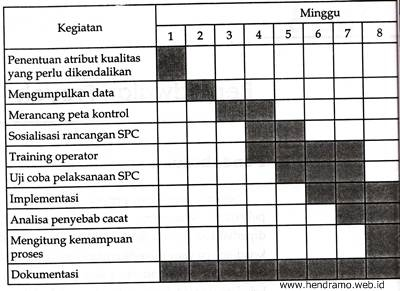 Kegiatan
Minggu
1 2 3 4 5 6 7 8
Penentuan atribut kualitas
yang perlu dikendalikan
Mengumpulkan data
Merancang peta kontrol
Sosialisasi rancangan SPC
Training operator
Uji coba pelaksanaan SPC
Implementasi
Analisa penyebab cacat
Mengitung kemampuan
proses
Dokumentasi
www.hendramo.web.id